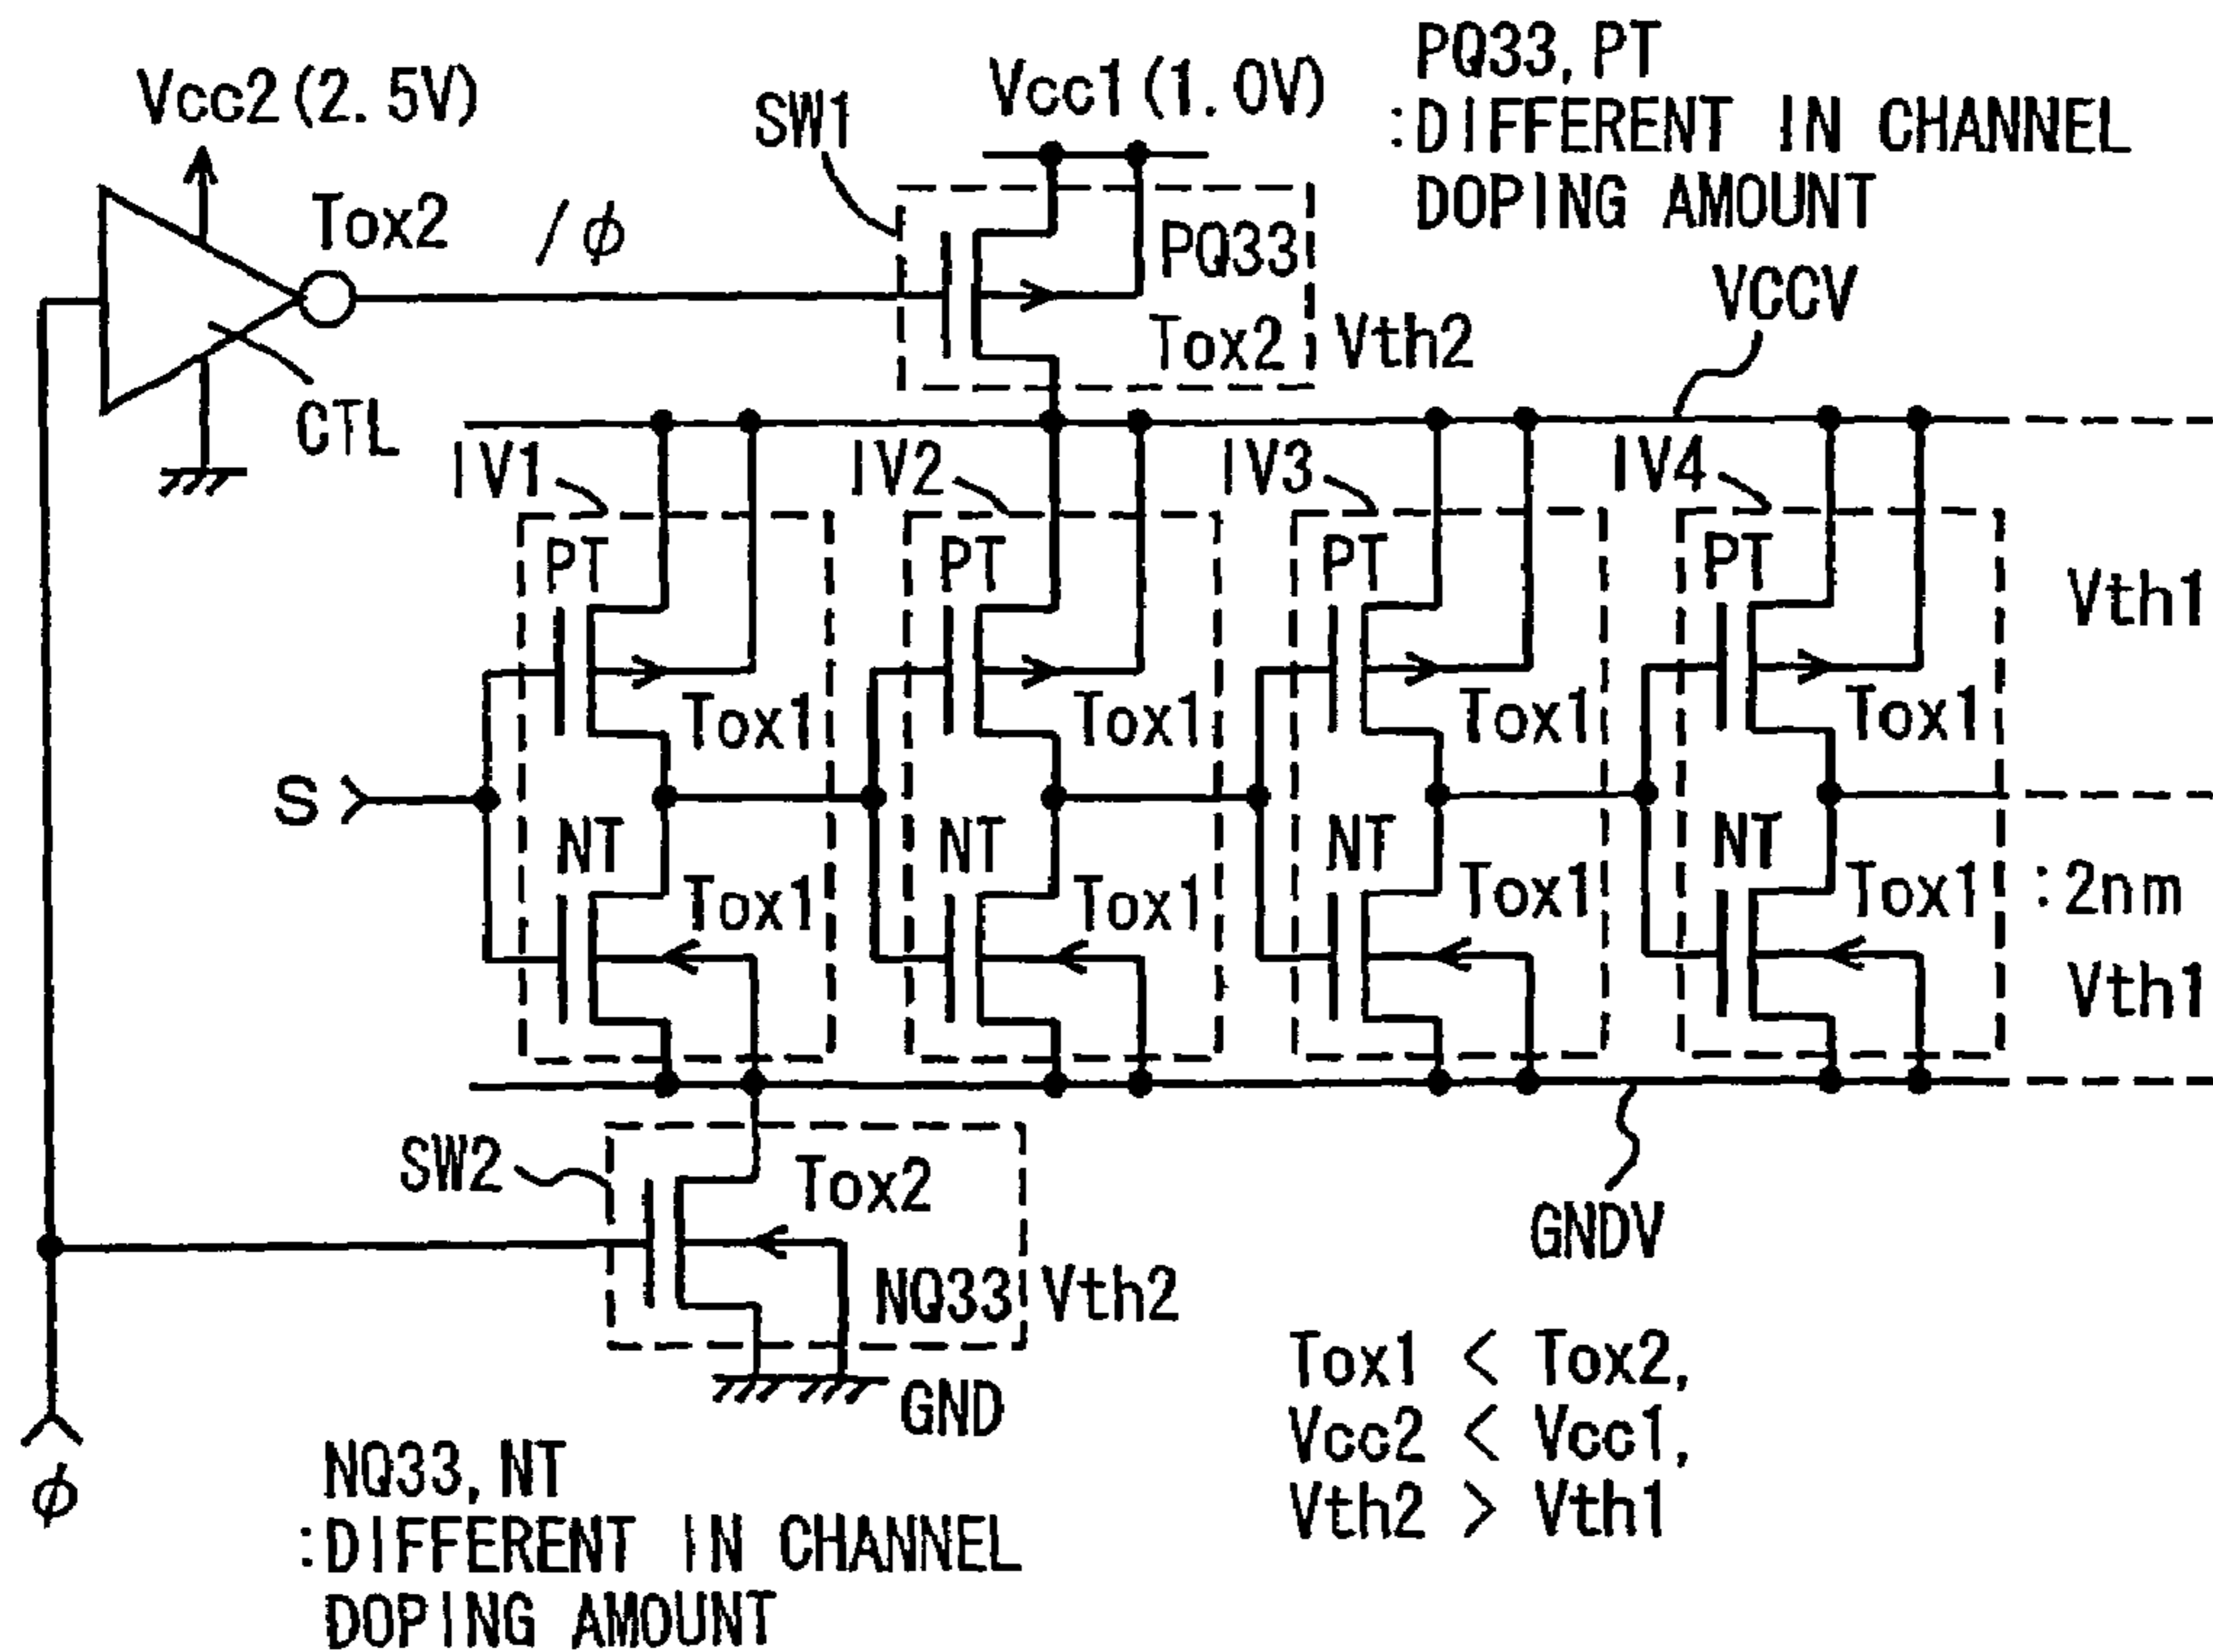 PQ33, PT
:DIFFERENT IN CHANNEL
DOPING AMOUNT
Vcc2 (2. 5V)
SW1
Vcc1 (1. 0V)
Tox2
/φ
PQ33
Tox2
Vth2
VCCV
CTL
IV1
IV2
IV3
IV4
PT
PT
PT
PT
Vth1
Tox1
Tox1
Tox1
Tox1
S
NT
NT
NT
NT
Tox1
Tox1
Tox1
Tox1
:2nm
Vth1
SW2
Tox2
NQ33
Vth2
GNDV
GND
Tox1 < Tox2,
Vcc2 < Vcc1,
Vth2 > Vth1
φ
NQ33, NT
:DIFFERENT IN CHANNEL
DOPING AMOUNT